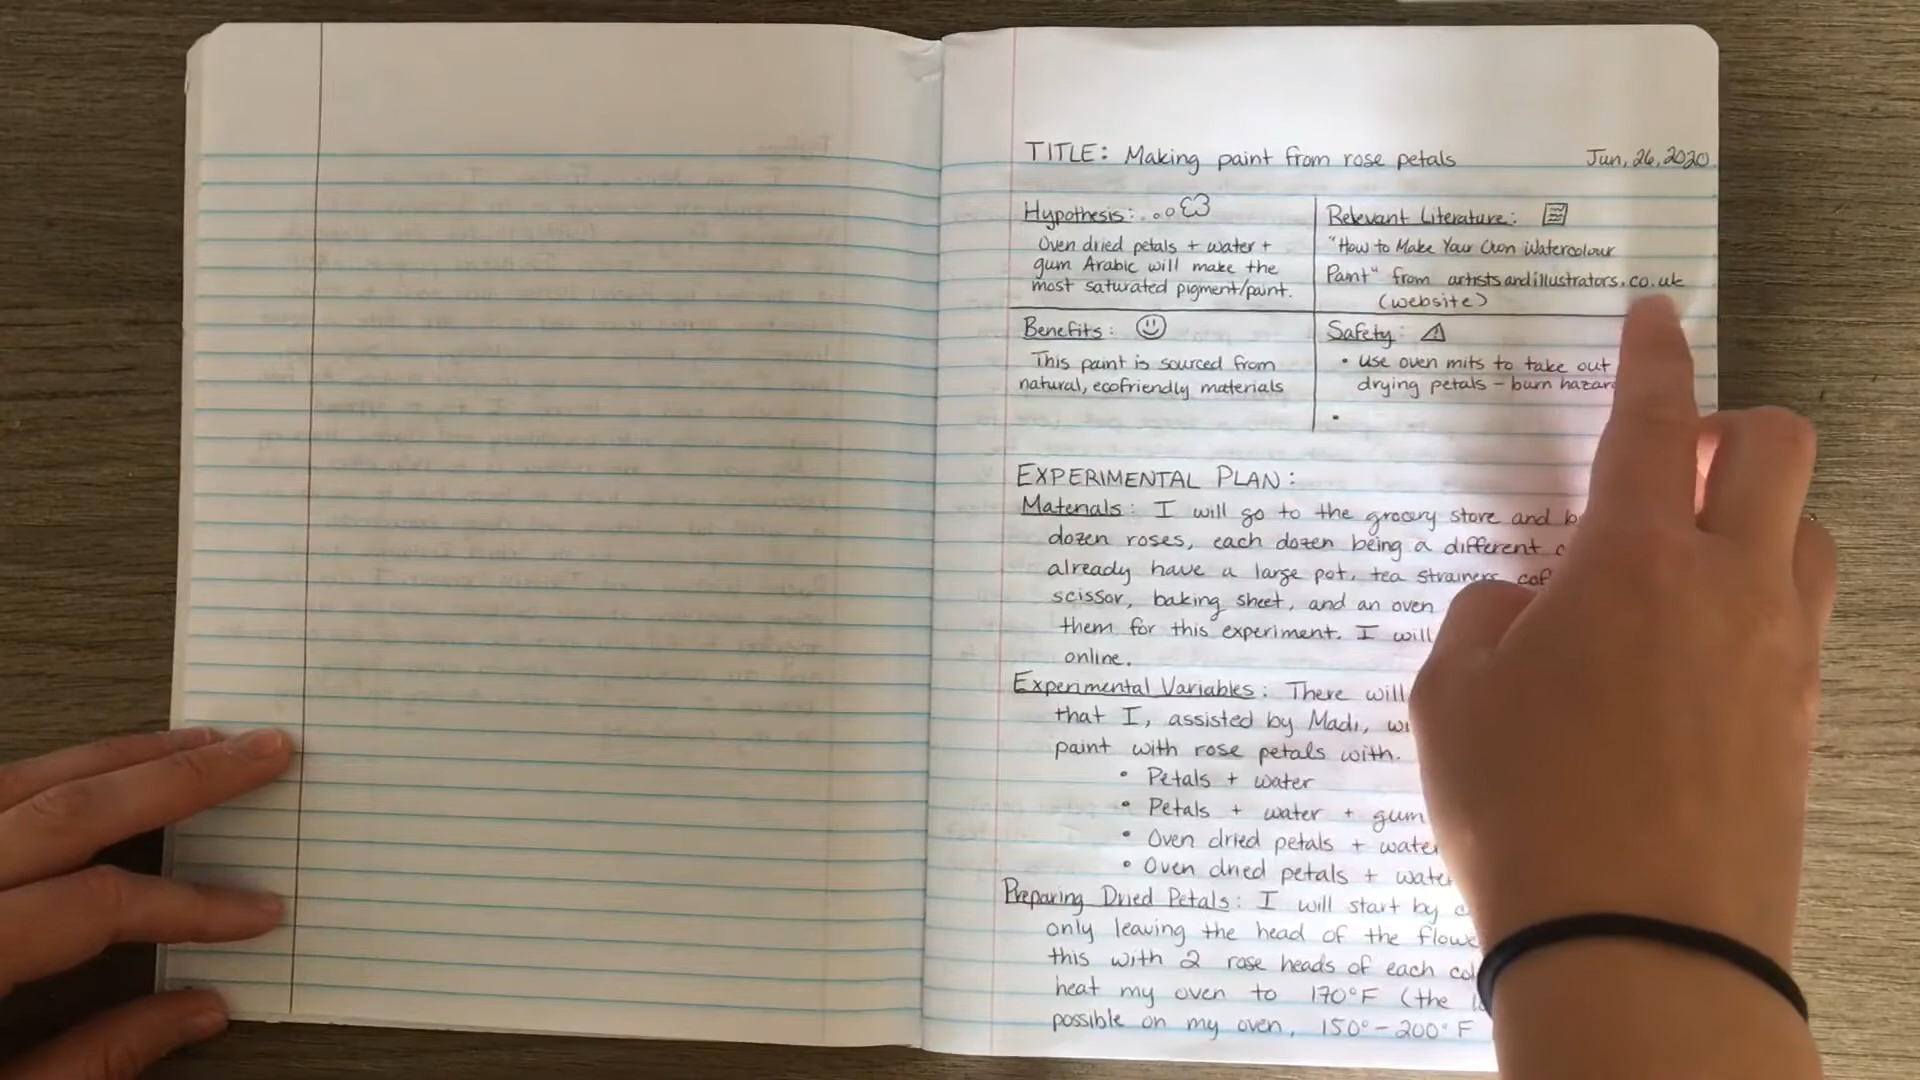 TITLE: Making paint from rose petals Jun, 26, 2020
Hypothesis:
Oven dried petals + water +
gum Arabic will make the
most saturated pigment/paint.
Relevant Literature:
"How to Make Your Own Watercolour
Paint" from artistsandillustrators.co.uk
(website)
Benefits:
This paint is sourced from
natural, ecofriendly materials
Safety:
• use oven mits to take out
drying petals - burn hazar
•
EXPERIMENTAL PLAN:
Materials: I will go to the grocery store and b
dozen roses, each dozen being a different c
already have a large pot, tea strainers, cof
scissor, baking sheet, and an oven
them for this experiment. I will
online.
Experimental Variables: There will
that I, assisted by Madi, wi
paint with rose petals with.
• Petals + water
• Petals + water + gum
• Oven dried petals + water
• Oven dried petals + water
Preparing Dried Petals: I will start by c
only leaving the head of the flowe
this with 2 rose heads of each col
heat my oven to 170°F (the
possible on my oven, 150°-200°F